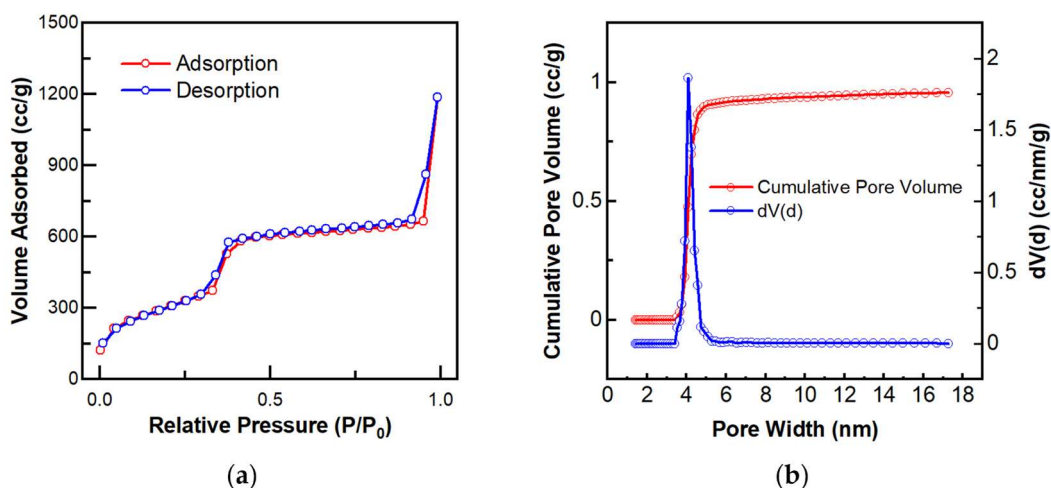 1500
1200
900
600
300
0
Volume Adsorbed (cc/g)
Adsorption
Desorption
0.0
0.5
1.0
Relative Pressure (P/P₀)
(a)
1
0.5
0
Cumulative Pore Volume (cc/g)
Cumulative Pore Volume
dV(d)
2
1.5
1
0.5
0
dV(d) (cc/nm/g)
0 2 4 6 8 10 12 14 16 18
Pore Width (nm)
(b)